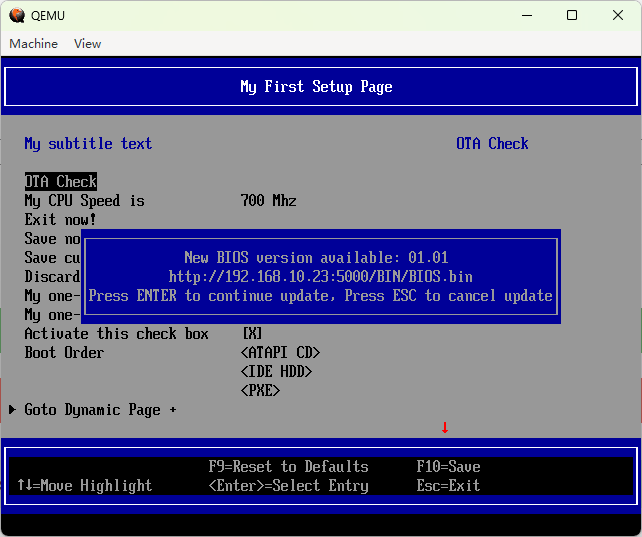 QEMU
Machine View
My First Setup Page
My subtitle text OTA Check
OTA Check
My CPU Speed is 700 Mhz
Exit now!
Save no
New BIOS version available: 01.01
Save cu
http://192.168.10.23:5000/BIN/BIOS.bin
Discard
Press ENTER to continue update, Press ESC to cancel update
My one-
My one-
Activate this check box [X]
Boot Order <ATAPI CD>
<IDE HDD>
<PXE>
Goto Dynamic Page +
F9=Reset to Defaults F10=Save
↑↓=Move Highlight <Enter>=Select Entry Esc=Exit